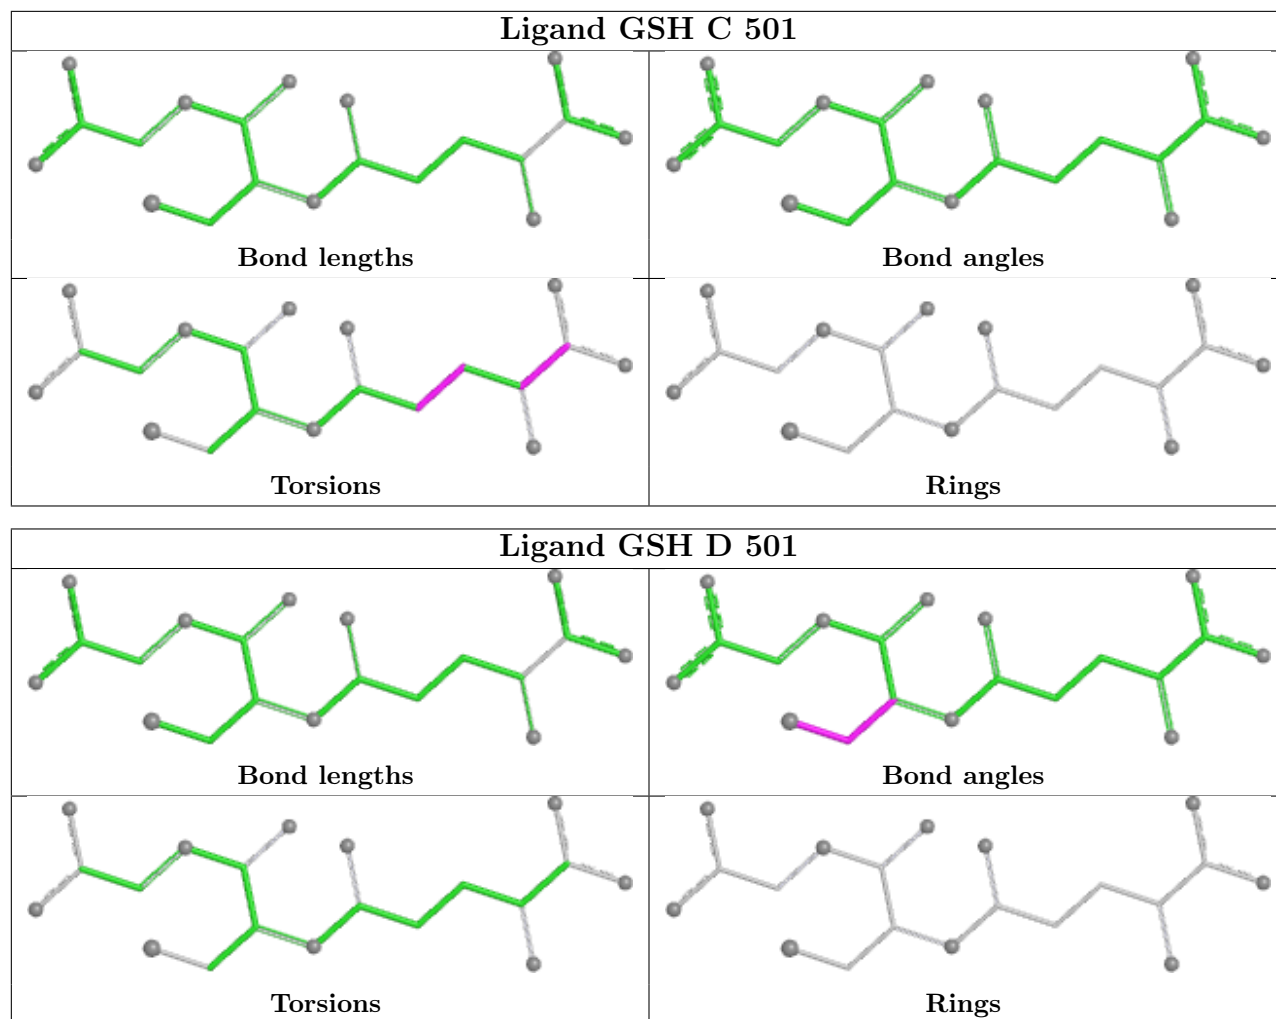 Ligand GSH C 501
Bond lengths
Bond angles
Torsions
Rings
Ligand GSH D 501
Bond lengths
Bond angles
Torsions
Rings